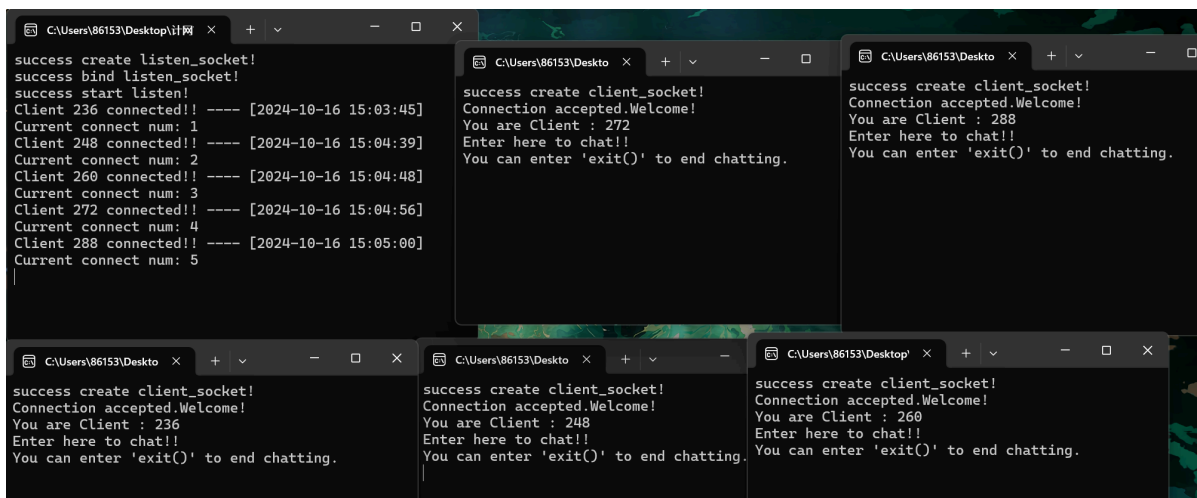 C:\Users\86153\Desktop\计网
success create listen_socket!
success bind listen_socket!
success start listen!
Client 236 connected!! ---- [2024-10-16 15:03:45]
Current connect num: 1
Client 248 connected!! ---- [2024-10-16 15:04:39]
Current connect num: 2
Client 260 connected!! ---- [2024-10-16 15:04:48]
Current connect num: 3
Client 272 connected!! ---- [2024-10-16 15:04:56]
Current connect num: 4
Client 288 connected!! ---- [2024-10-16 15:05:00]
Current connect num: 5
C:\Users\86153\Deskto
success create client_socket!
Connection accepted.Welcome!
You are Client : 272
Enter here to chat!!
You can enter 'exit()' to end chatting.
C:\Users\86153\Deskto
success create client_socket!
Connection accepted.Welcome!
You are Client : 288
Enter here to chat!!
You can enter 'exit()' to end chatting.
C:\Users\86153\Deskto
success create client_socket!
Connection accepted.Welcome!
You are Client : 236
Enter here to chat!!
You can enter 'exit()' to end chatting.
C:\Users\86153\Deskto
success create client_socket!
Connection accepted.Welcome!
You are Client : 248
Enter here to chat!!
You can enter 'exit()' to end chatting.
C:\Users\86153\Desktop\
success create client_socket!
Connection accepted.Welcome!
You are Client : 260
Enter here to chat!!
You can enter 'exit()' to end chatting.